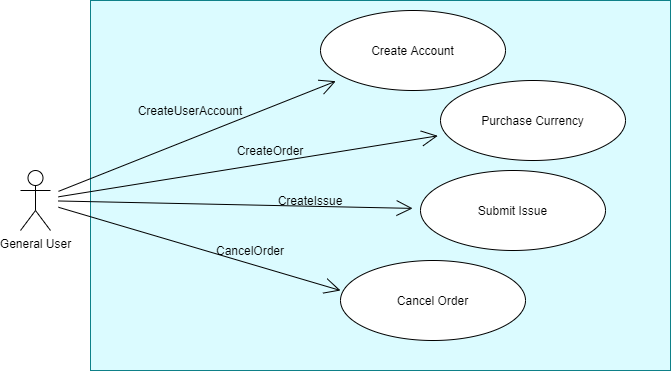 Create Account
CreateUserAccount
Purchase Currency
CreateOrder
CreateIssue
Submit Issue
General User
CancelOrder
Cancel Order